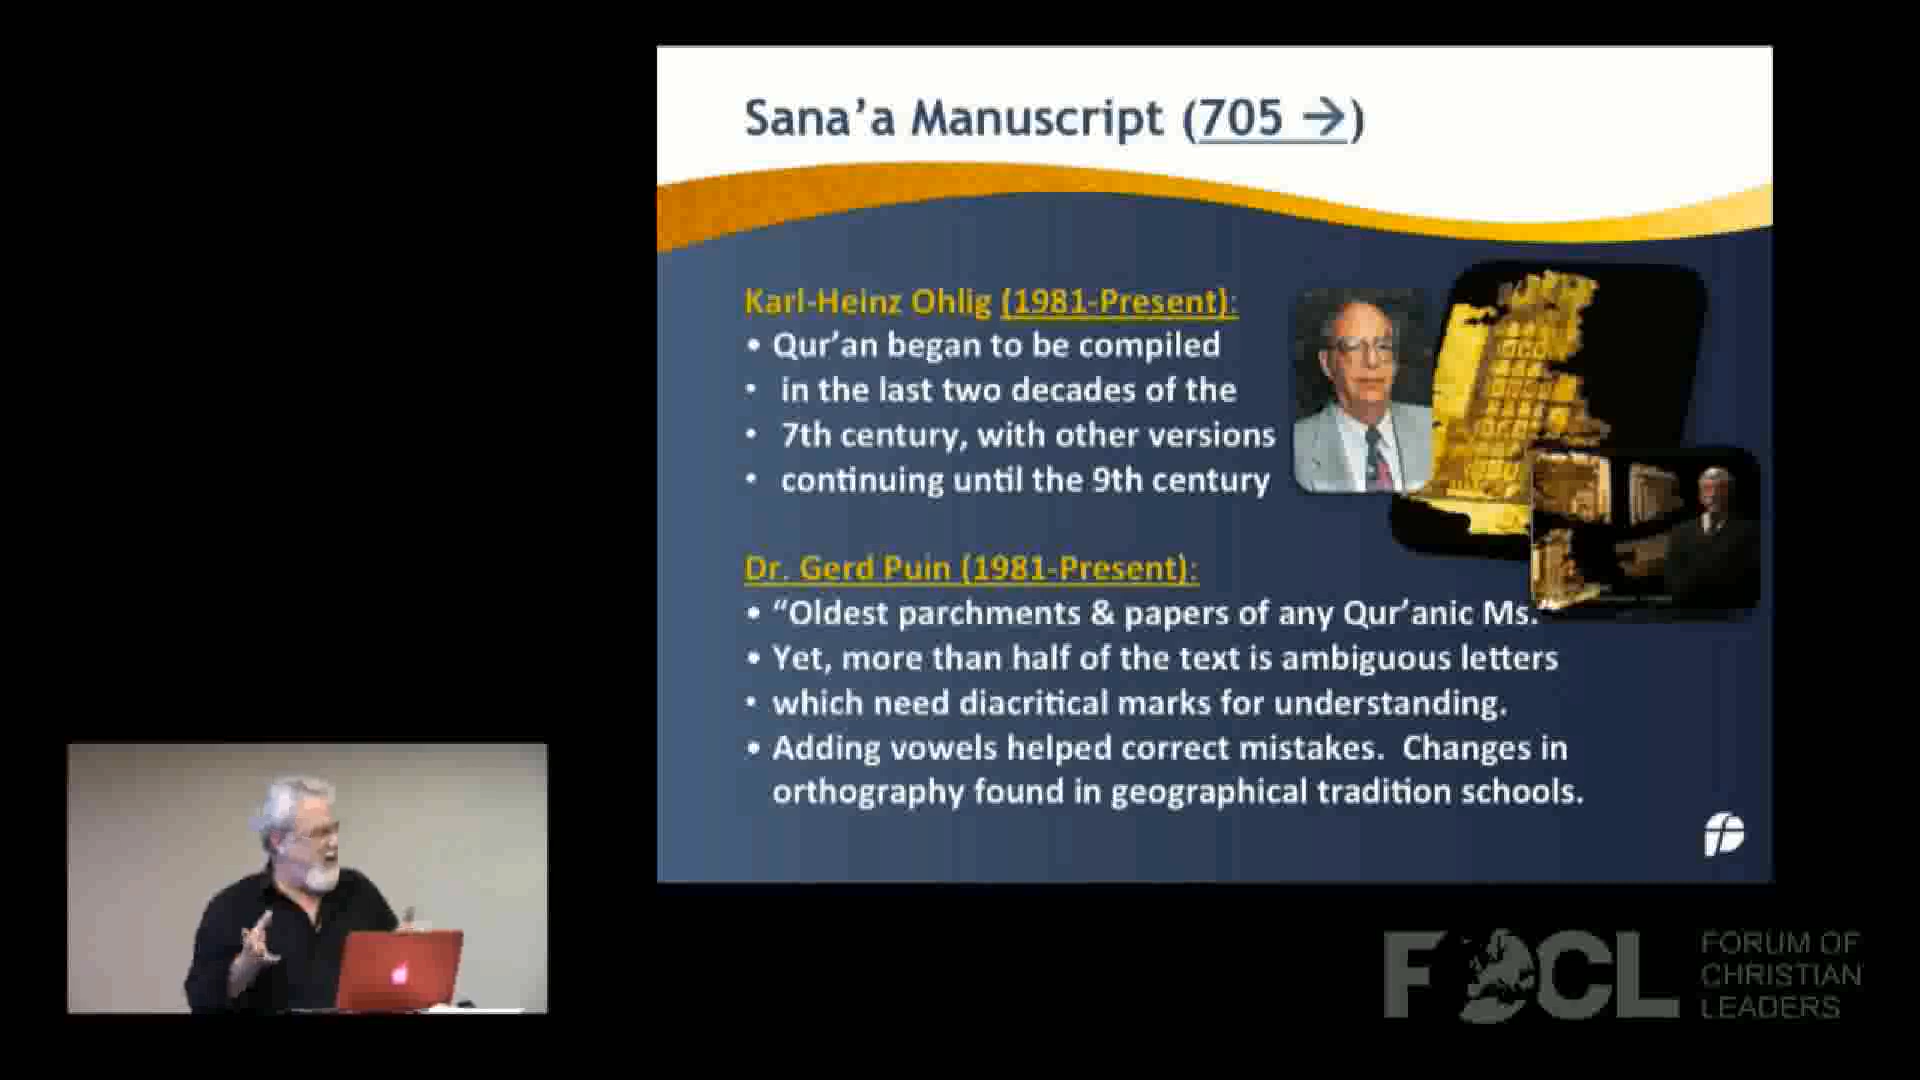 Sana’a Manuscript (705 →)
Karl-Heinz Ohlig (1981-Present):
• Qur’an began to be compiled
• in the last two decades of the
• 7th century, with other versions
• continuing until the 9th century
Dr. Gerd Puin (1981-Present):
• “Oldest parchments & papers of any Qur’anic Ms.”
• Yet, more than half of the text is ambiguous letters
• which need diacritical marks for understanding.
• Adding vowels helped correct mistakes. Changes in
orthography found in geographical tradition schools.
FOCL
FORUM OF
CHRISTIAN
LEADERS